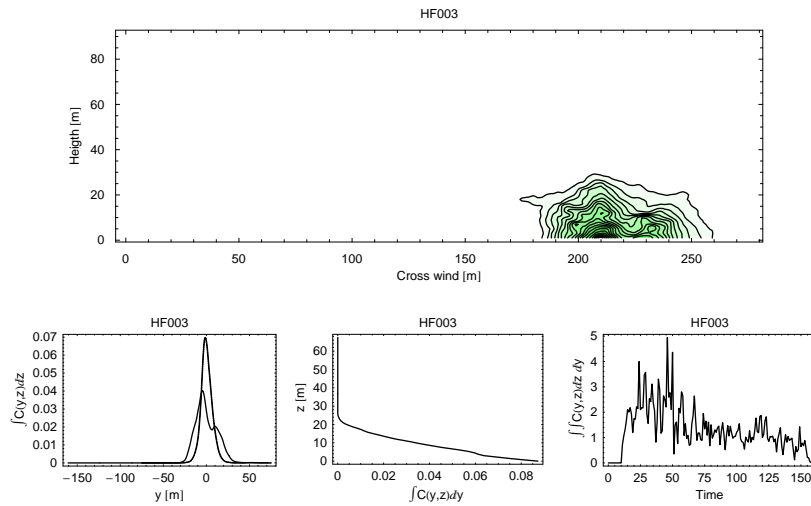 HF003
80
60
40
20
0
Heigth [m]
0 50 100 150 200 250
Cross wind [m]
HF003
0.07
0.06
0.05
0.04
0.03
0.02
0.01
0
∫C(y,z)dz
−150 −100 −50 0 50
y [m]
HF003
60
50
40
30
20
10
0
z [m]
0 0.02 0.04 0.06 0.08
∫C(y,z)dy
HF003
5
4
3
2
1
0
∫∫C(y,z)dz dy
0 25 50 75 100 125 150
Time